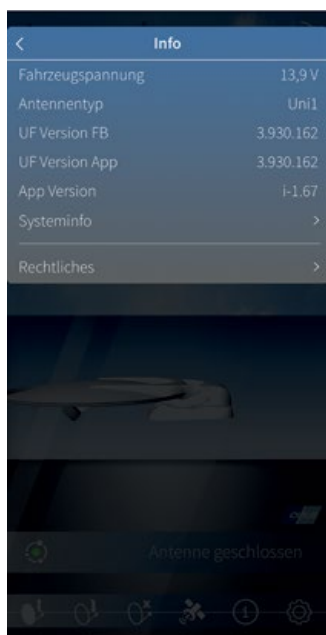 Info
Fahrzeugspannung 13,9 V
Antennentyp Uni1
UF Version FB 3.930.162
UF Version App 3.930.162
App Version i-1.67
Systeminfo
Rechtliches
Antenne geschlossen